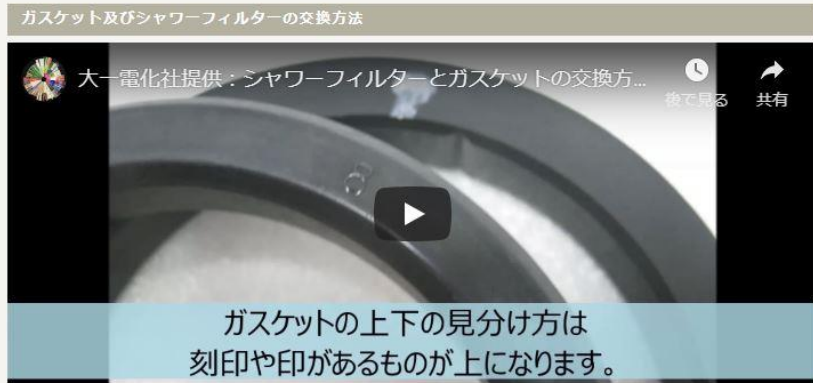 ガスケット及びシャワーフィルターの交換方法
大一電化社提供：シャワーフィルターとガスケットの交換方...
後で見る
共有
8
ガスケットの上下の見分け方は
刻印や印があるものが上になります。